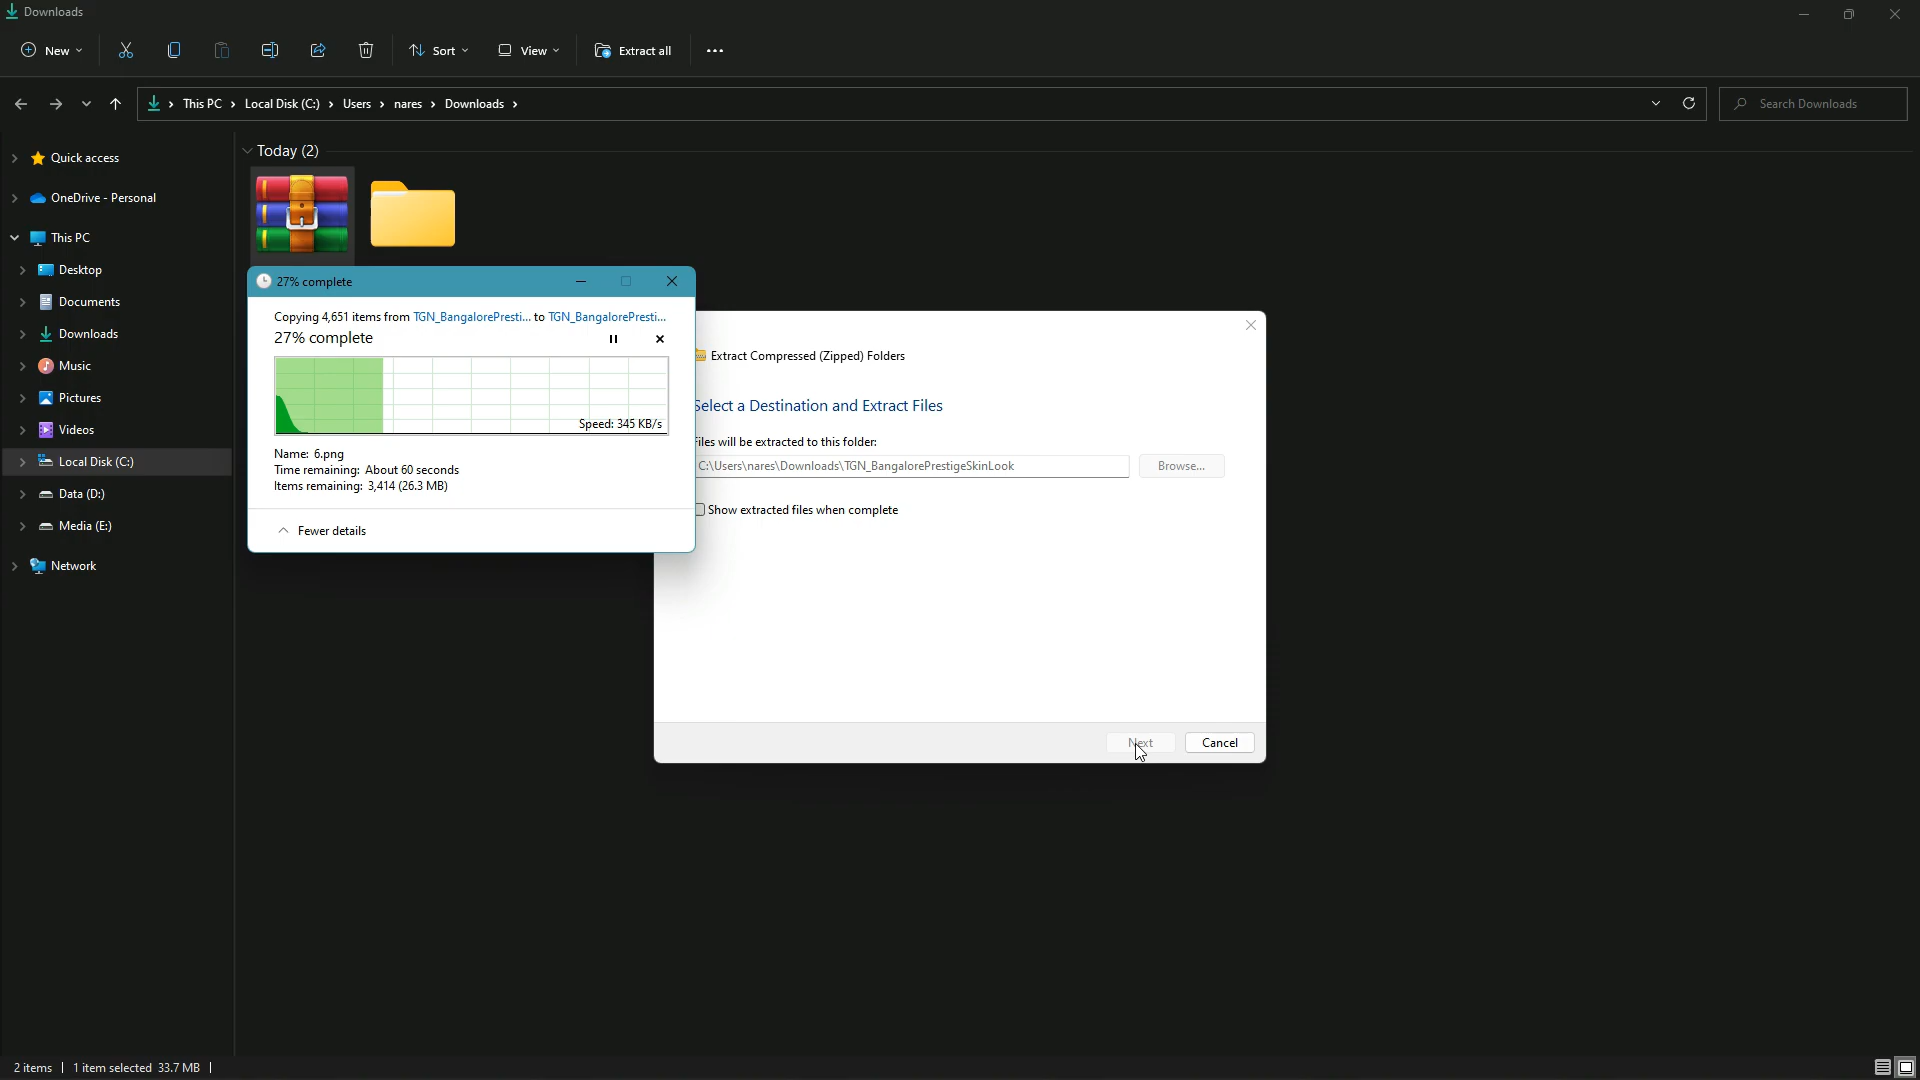 Downloads
New
Sort
View
Extract all
This PC
Local Disk (C:)
Users
nares
Downloads
Search Downloads
Quick access
OneDrive - Personal
This PC
Desktop
Documents
Downloads
Music
Pictures
Videos
Local Disk (C:)
Data (D:)
Media (E:)
Network
Today (2)
27% complete
Copying 4,651 items from TGN_BangalorePresti... to TGN_BangalorePresti...
27% complete
Speed: 345 KB/s
Name: 6.png
Time remaining: About 60 seconds
Items remaining: 3,414 (26.3 MB)
Fewer details
Extract Compressed (Zipped) Folders
Select a Destination and Extract Files
Files will be extracted to this folder:
C:\Users\nares\Downloads\TGN_BangalorePrestigeSkinLook
Browse...
Show extracted files when complete
Next
Cancel
2 items
1 item selected 33.7 MB